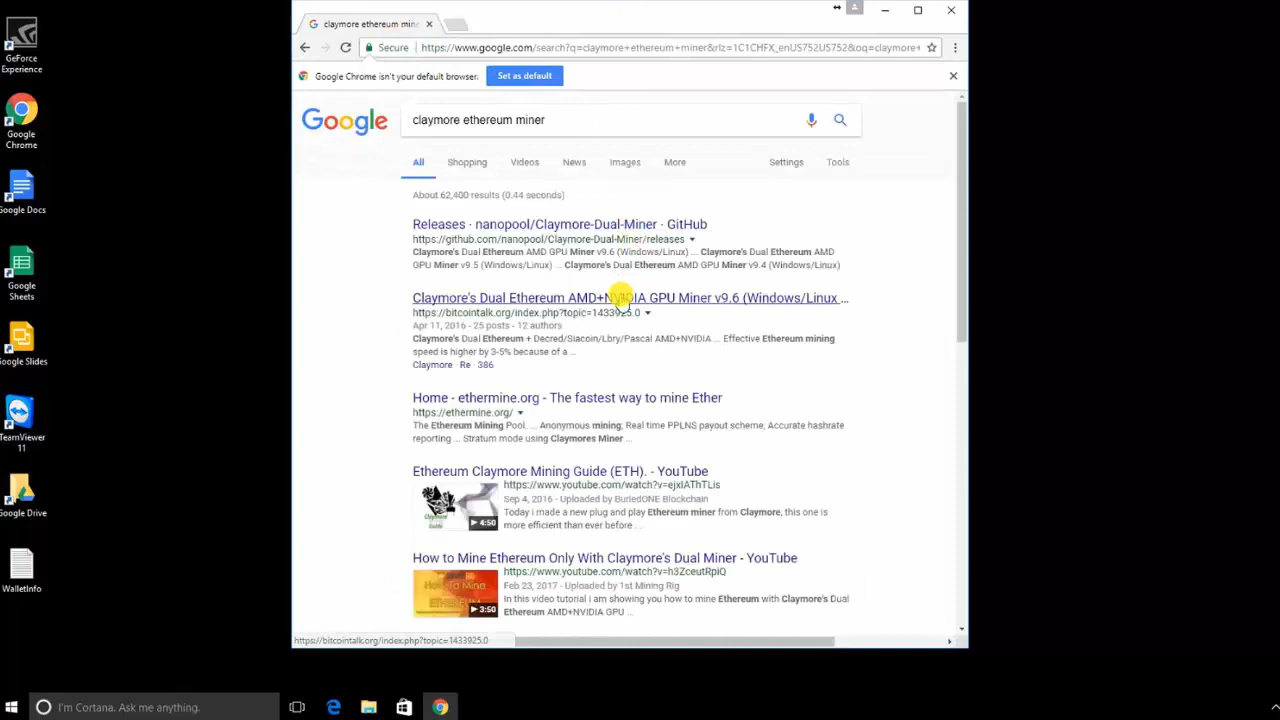 GeForce
Experience
Google
Chrome
Google Docs
Google
Sheets
Google Slides
TeamViewer
11
Google Drive
WalletInfo
claymore ethereum mine
Secure
https://www.google.com/search?q=claymore+ethereum+miner&rlz=1C1CHFX_enUS752US752&oq=claymore+
Google Chrome isn't your default browser.
Set as default
Google
claymore ethereum miner
All Shopping Videos News Images More Settings Tools
About 62,400 results (0.44 seconds)
Releases · nanopool/Claymore-Dual-Miner · GitHub
https://github.com/nanopool/Claymore-Dual-Miner/releases
Claymore's Dual Ethereum AMD GPU Miner v9.6 (Windows/Linux) ... Claymore's Dual Ethereum AMD
GPU Miner v9.5 (Windows/Linux) ... Claymore's Dual Ethereum AMD GPU Miner v9.4 (Windows/Linux)
Claymore's Dual Ethereum AMD+NVIDIA GPU Miner v9.6 (Windows/Linux ...
https://bitcointalk.org/index.php?topic=1433925.0
Apr 11, 2016 - 25 posts - 12 authors
Claymore's Dual Ethereum + Decred/Siacoin/Lbry/Pascal AMD+NVIDIA ... Effective Ethereum mining
speed is higher by 3-5% because of a ...
Claymore · Re · 386
Home - ethermine.org - The fastest way to mine Ether
https://ethermine.org/
The Ethereum Mining Pool. ... Anonymous mining; Real time PPLNS payout scheme, Accurate hashrate
reporting ... Stratum mode using Claymores Miner ...
Ethereum Claymore Mining Guide (ETH). - YouTube
https://www.youtube.com/watch?v=ejxIAThTLis
Sep 4, 2016 - Uploaded by BuriedONE Blockchain
Today i made a new plug and play Ethereum miner from Claymore, this one is
more efficient than ever before ...
4:50
How to Mine Ethereum Only With Claymore's Dual Miner - YouTube
https://www.youtube.com/watch?v=h3ZceutRpiQ
Feb 23, 2017 - Uploaded by 1st Mining Rig
In this video tutorial i am showing you how to mine Ethereum with Claymore's Dual
Ethereum AMD+NVIDIA GPU ...
How To Mine
ETHEREUM
3:50
https://bitcointalk.org/index.php?topic=1433925.0
I'm Cortana. Ask me anything.